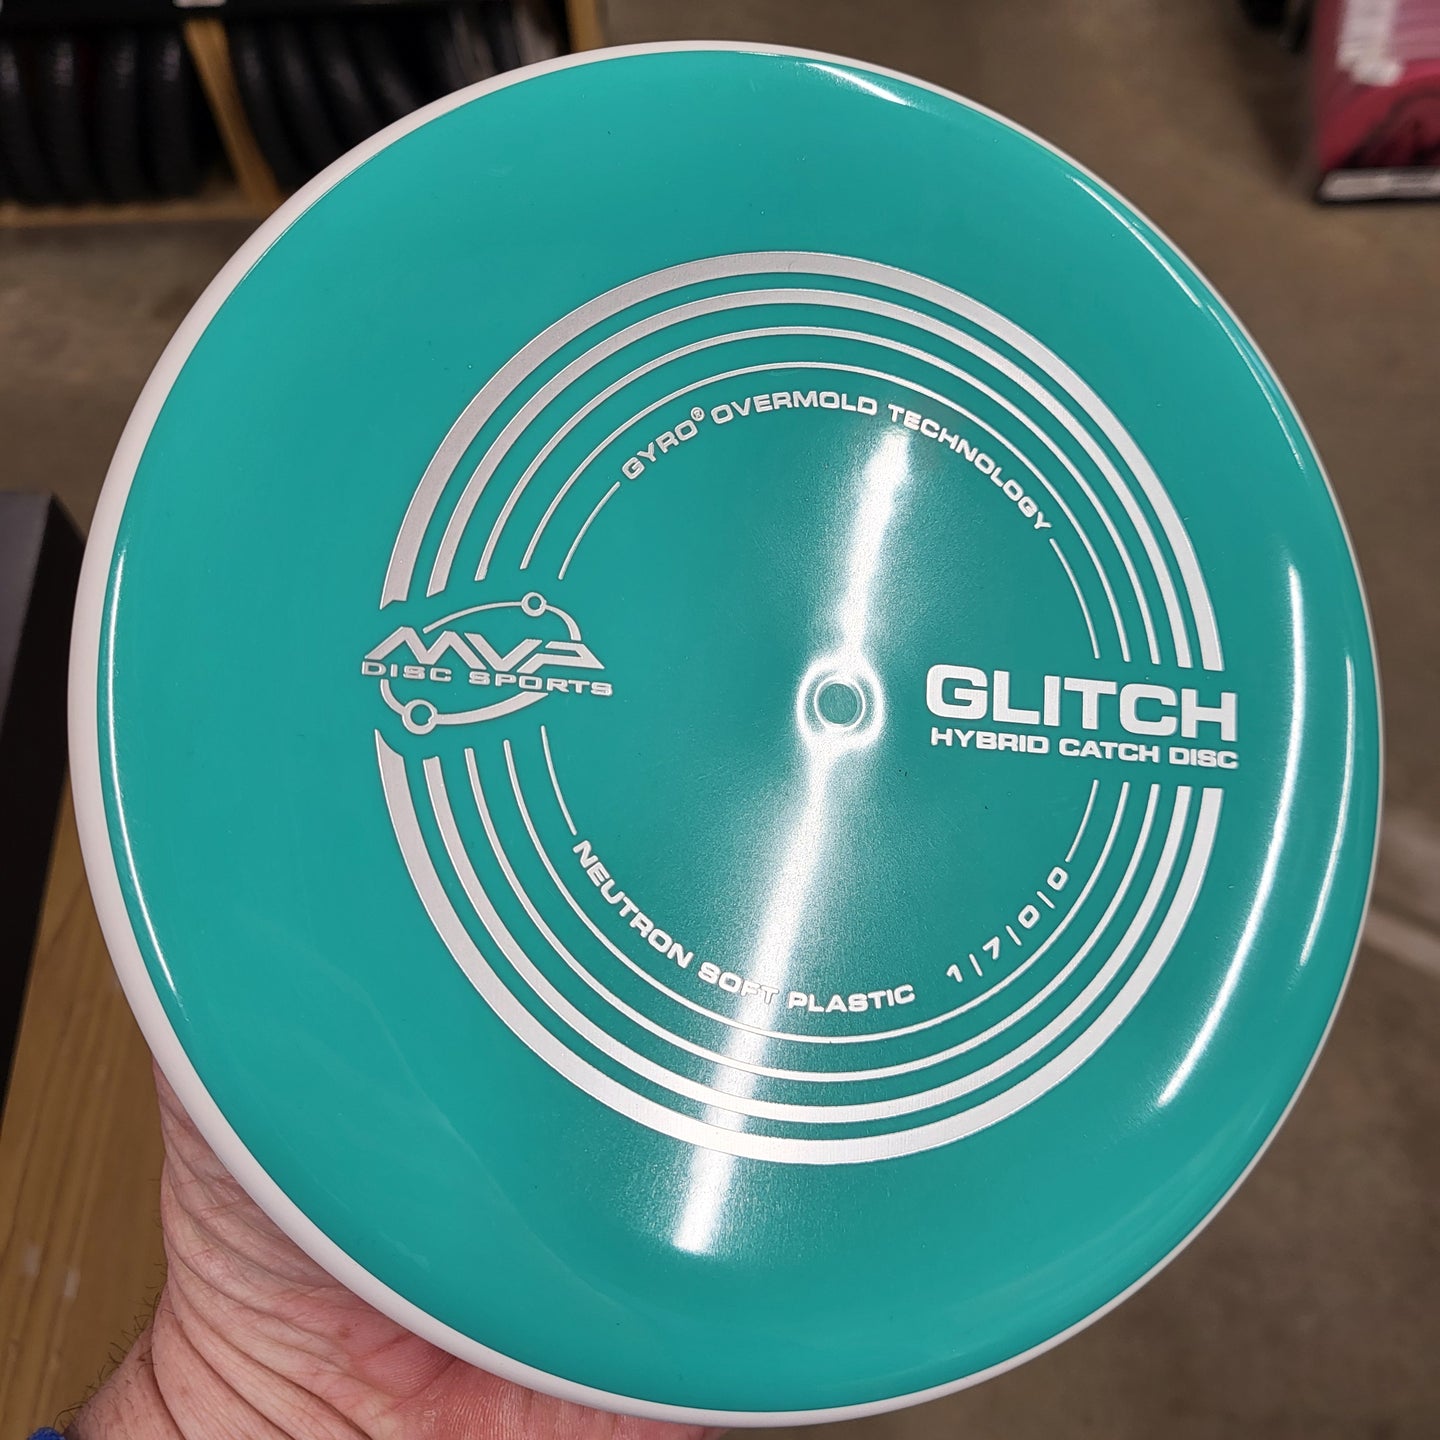 GYRO® OVERMOLD TECHNOLOGY
MVP
DISC SPORTS
GLITCH
HYBRID CATCH DISC
NEUTRON SOFT PLASTIC
1 | 7 | 0 | 0